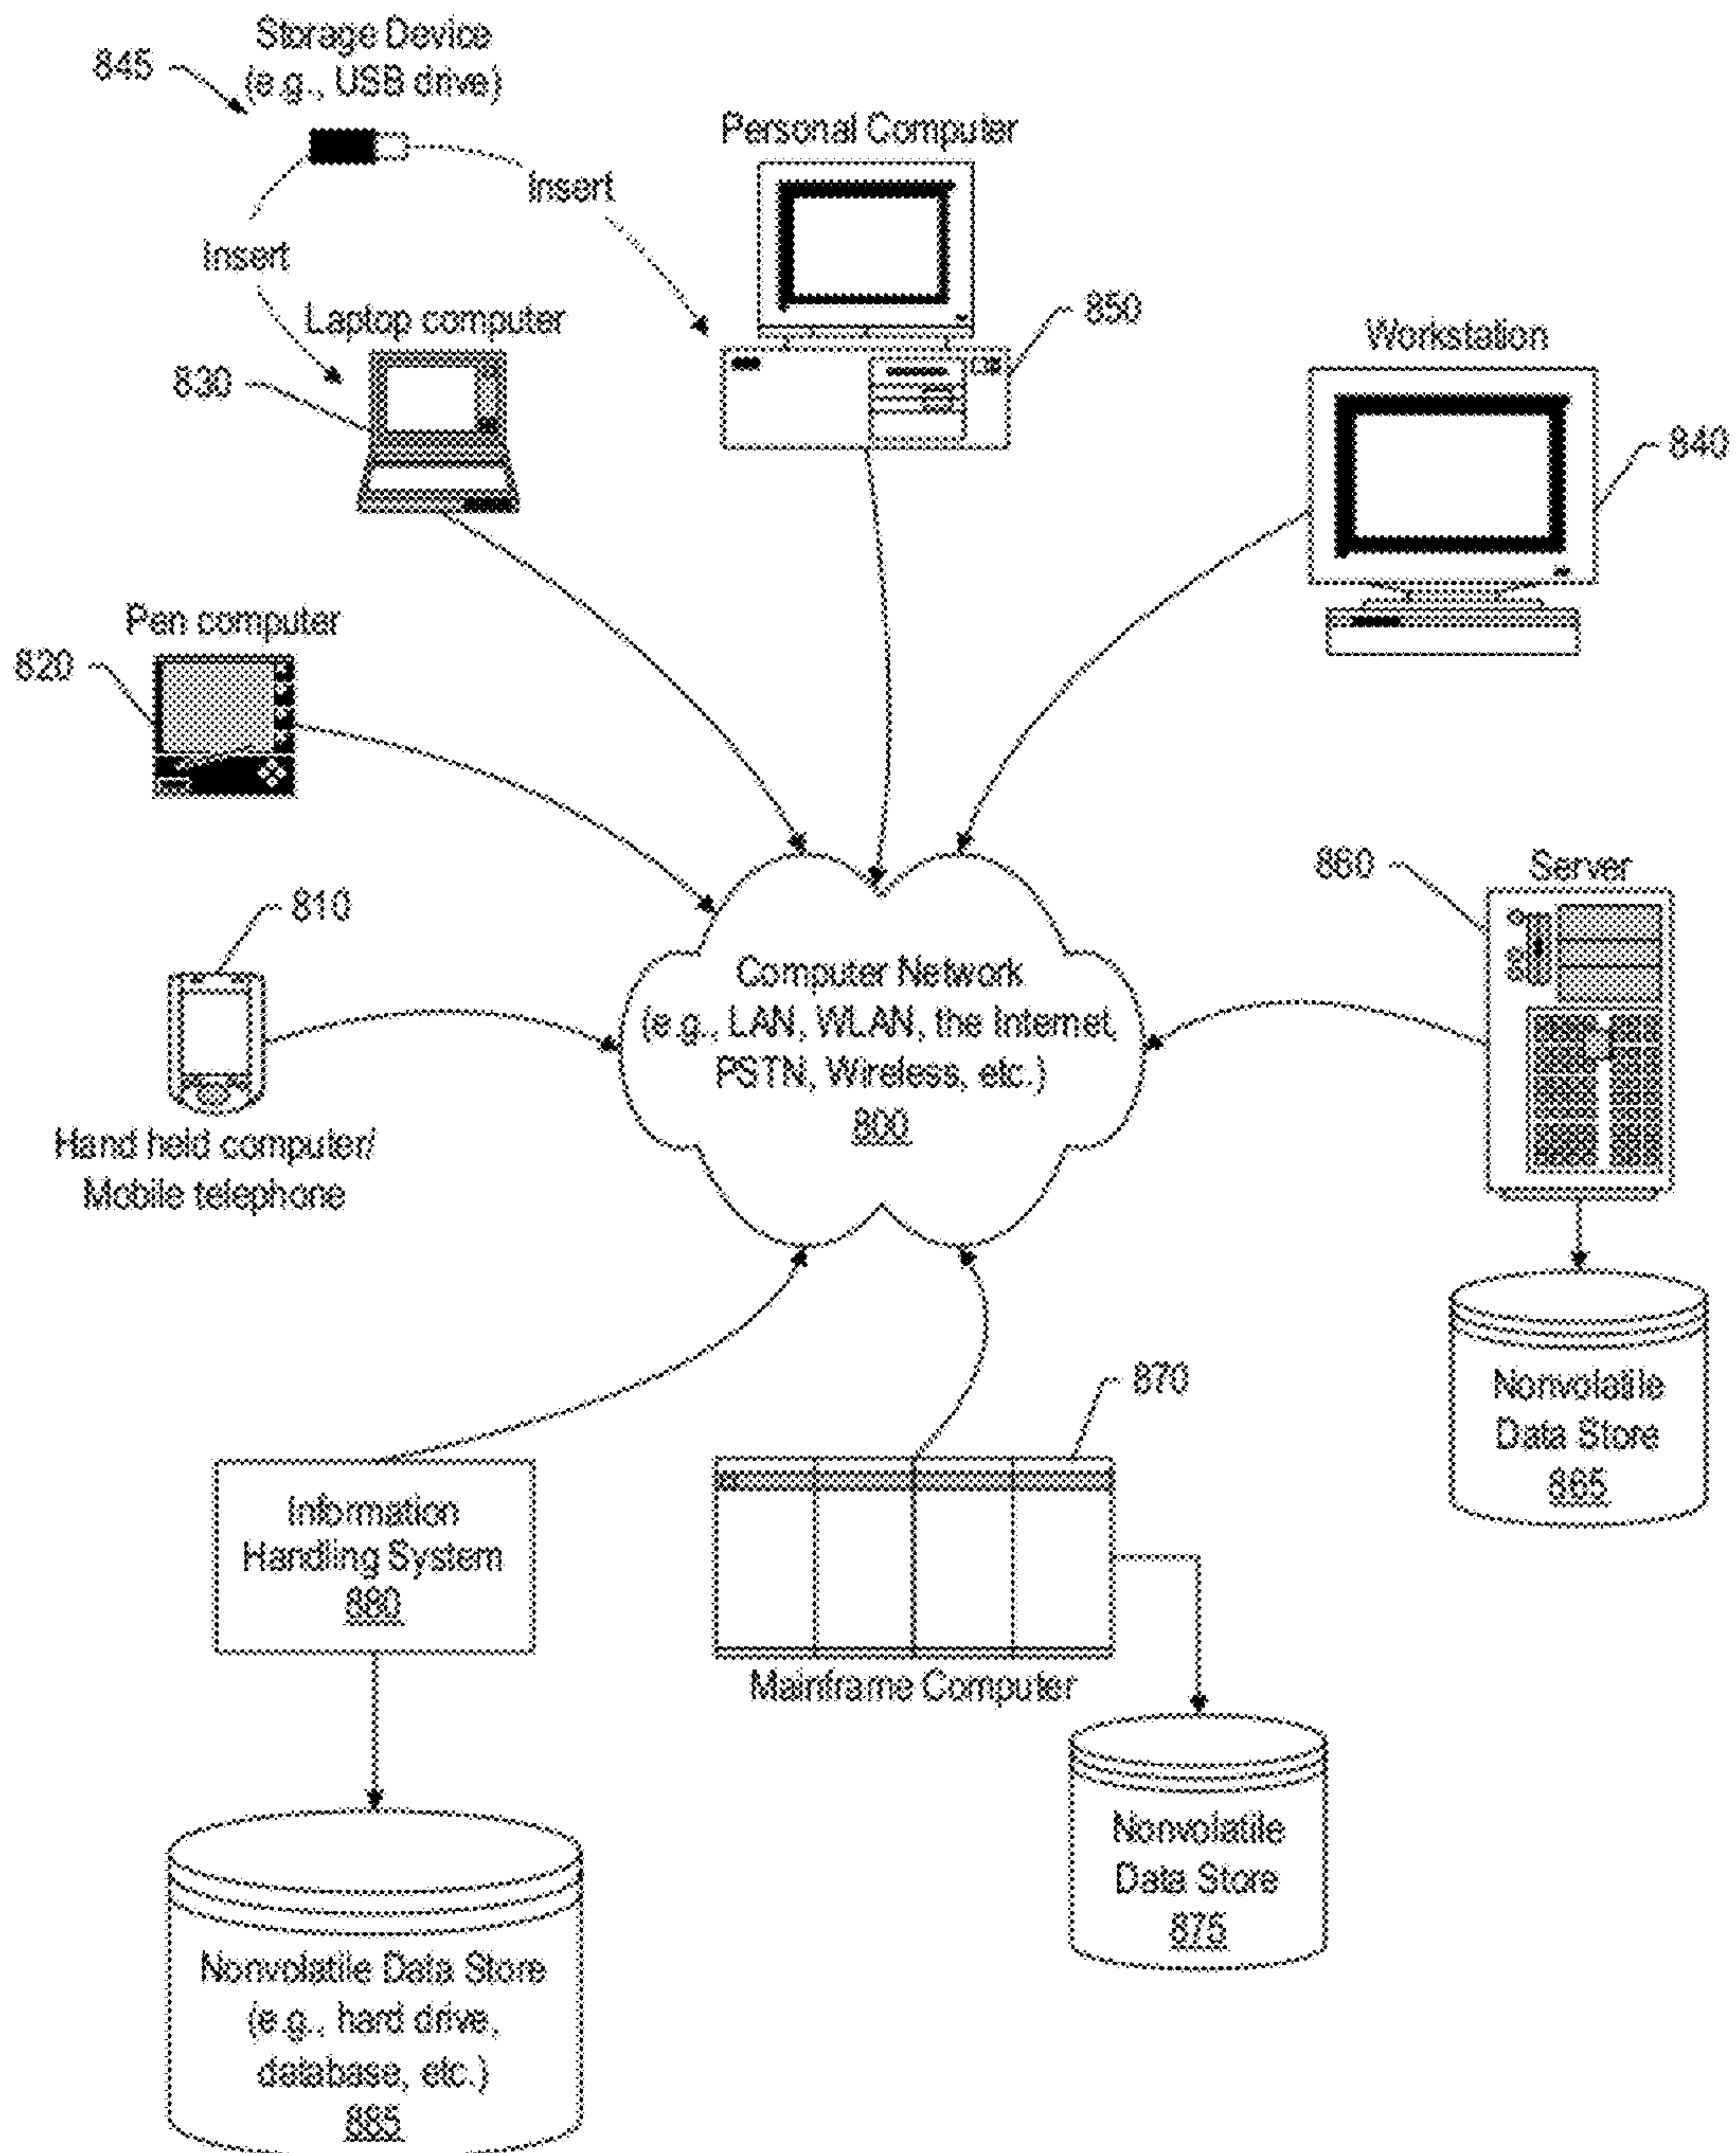 Storage Device
(e.g., USB drive)
845
Personal Computer
Insert
Insert
Laptop computer
830
850
Workstation
840
Pen computer
820
810
Hand held computer/
Mobile telephone
Computer Network
(e.g., LAN, WLAN, the Internet,
PSTN, Wireless, etc.)
800
860
Server
Nonvolatile
Data Store
865
870
Information
Handling System
880
Mainframe Computer
Nonvolatile
Data Store
875
Nonvolatile Data Store
(e.g., hard drive,
database, etc.)
885